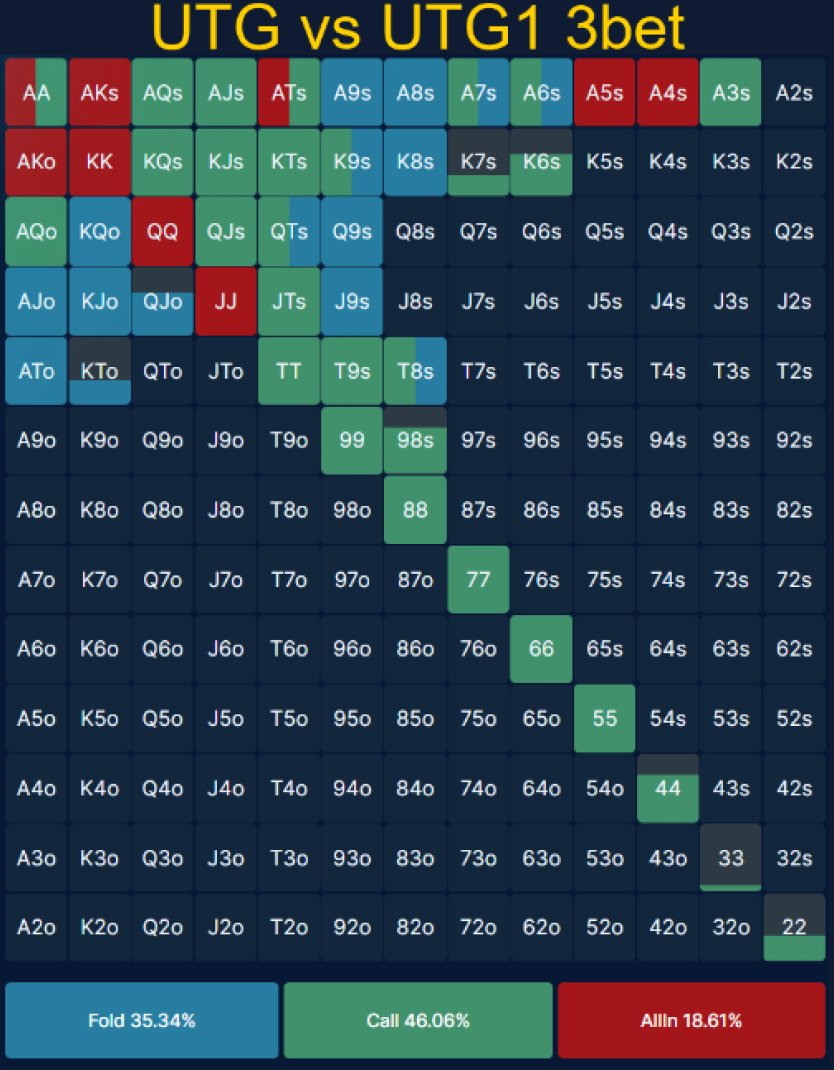 UTG vs UTG1 3bet
AA AKs AQs AJs ATs A9s A8s A7s A6s A5s A4s A3s A2s
AKo KK KQs KJs KTs K9s K8s K7s K6s K5s K4s K3s K2s
AQo KQo QQ QJs QTs Q9s Q8s Q7s Q6s Q5s Q4s Q3s Q2s
AJo KJo QJo JJ JTs J9s J8s J7s J6s J5s J4s J3s J2s
ATo KTo QTo JTo TT T9s T8s T7s T6s T5s T4s T3s T2s
A9o K9o Q9o J9o T9o 99 98s 97s 96s 95s 94s 93s 92s
A8o K8o Q8o J8o T8o 98o 88 87s 86s 85s 84s 83s 82s
A7o K7o Q7o J7o T7o 97o 87o 77 76s 75s 74s 73s 72s
A6o K6o Q6o J6o T6o 96o 86o 76o 66 65s 64s 63s 62s
A5o K5o Q5o J5o T5o 95o 85o 75o 65o 55 54s 53s 52s
A4o K4o Q4o J4o T4o 94o 84o 74o 64o 54o 44 43s 42s
A3o K3o Q3o J3o T3o 93o 83o 73o 63o 53o 43o 33 32s
A2o K2o Q2o J2o T2o 92o 82o 72o 62o 52o 42o 32o 22
Fold 35.34% Call 46.06% AllIn 18.61%